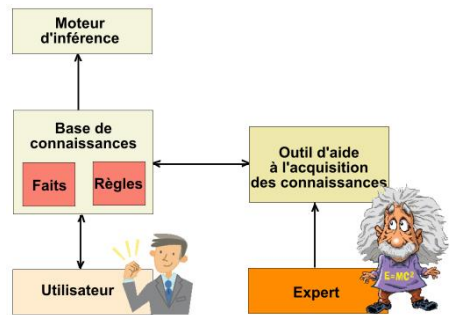 Moteur
d'inférence
Base de
connaissances
Faits
Règles
Outil d'aide
à l'acquisition
des connaissances
Utilisateur
Expert
E=MC²